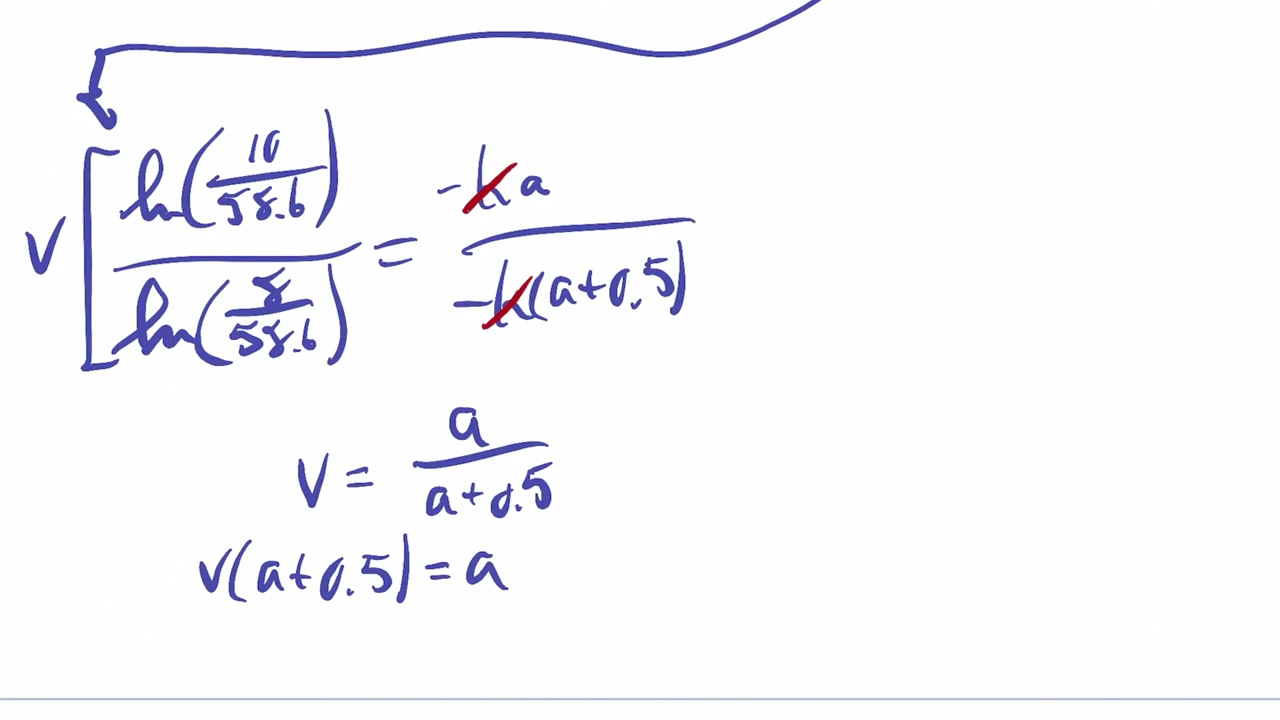 v [ ln(10/58.6) / ln(8/58.6) = -ka / -k(a+0.5)
v = a / a+0.5
v(a+0.5) = a